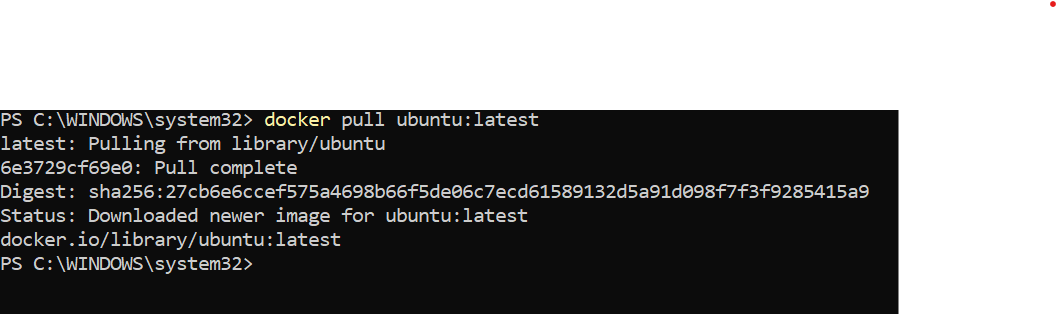 PS C:\WINDOWS\system32> docker pull ubuntu:latest
latest: Pulling from library/ubuntu
6e3729cf69e0: Pull complete
Digest: sha256:27cb6e6ccef575a4698b66f5de06c7ecd61589132d5a91d098f7f3f9285415a9
Status: Downloaded newer image for ubuntu:latest
docker.io/library/ubuntu:latest
PS C:\WINDOWS\system32>